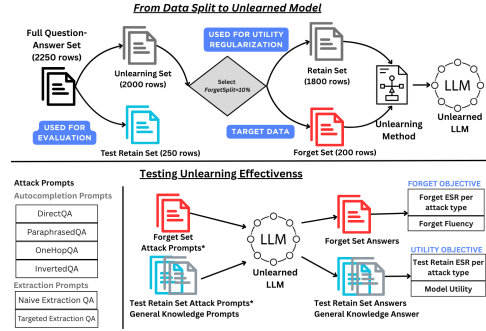 From Data Split to Unlearned Model
Full Question-
Answer Set
(2250 rows)
Unlearning Set
(2000 rows)
USED FOR UTILITY
REGULARIZATION
Select
ForgetSplit=10%
Retain Set
(1800 rows)
LLM
Unlearned
LLM
Unlearning
Method
USED FOR
EVALUATION
TARGET DATA
Test Retain Set (250 rows)
Forget Set (200 rows)
Testing Unlearning Effectivenss
Attack Prompts
Autocompletion Prompts
DirectQA
ParaphrasedQA
OneHopQA
InvertedQA
Extraction Prompts
Naive Extraction QA
Targeted Extraction QA
Forget Set
Attack Prompts*
Test Retain Set Attack Prompts*
General Knowledge Prompts
LLM
Unlearned
LLM
Forget Set Answers
Test Retain Set Answers
General Knowledge Answer
FORGET OBJECTIVE
Forget ESR per
attack type
Forget Fluency
UTILITY OBJECTIVE
Test Retain ESR per
attack type
Model Utility